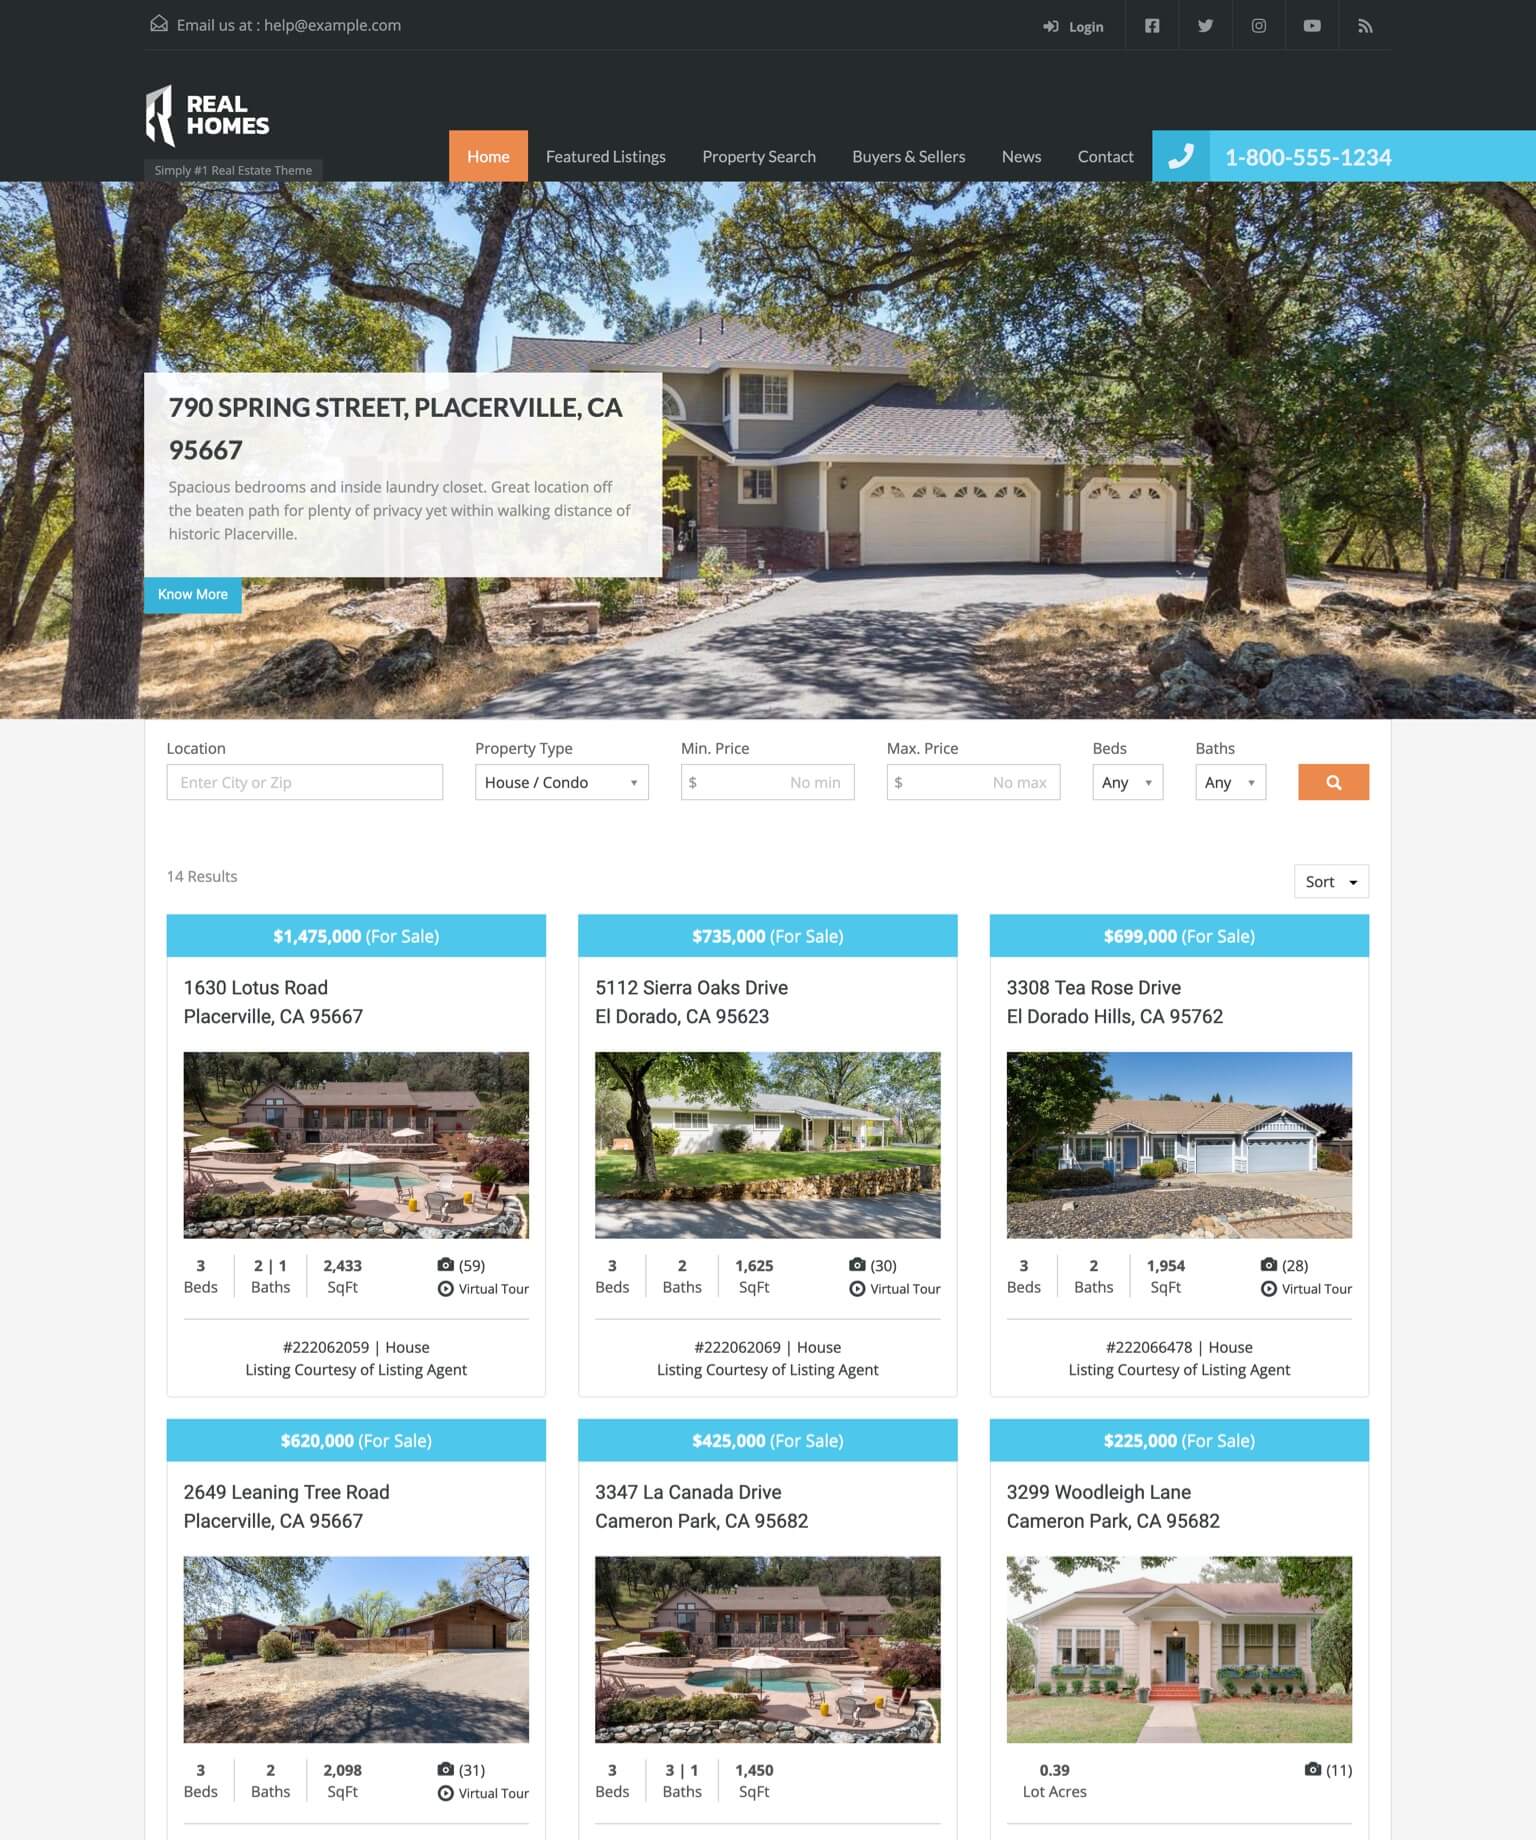 Email us at : help@example.com
Login
REAL
HOMES
Simply #1 Real Estate Theme
Home
Featured Listings
Property Search
Buyers & Sellers
News
Contact
1-800-555-1234
790 SPRING STREET, PLACERVILLE, CA
95667
Spacious bedrooms and inside laundry closet. Great location off
the beaten path for plenty of privacy yet within walking distance of
historic Placerville.
Know More
Location
Property Type
Min. Price
Max. Price
Beds
Baths
Enter City or Zip
House / Condo
$ No min
$ No max
Any
Any
14 Results
Sort
$1,475,000 (For Sale)
1630 Lotus Road
Placerville, CA 95667
3 2 | 1 2,433 (59)
Beds Baths SqFt Virtual Tour
#222062059 | House
Listing Courtesy of Listing Agent
$735,000 (For Sale)
5112 Sierra Oaks Drive
El Dorado, CA 95623
3 2 1,625 (30)
Beds Baths SqFt Virtual Tour
#222062069 | House
Listing Courtesy of Listing Agent
$699,000 (For Sale)
3308 Tea Rose Drive
El Dorado Hills, CA 95762
3 2 1,954 (28)
Beds Baths SqFt Virtual Tour
#222066478 | House
Listing Courtesy of Listing Agent
$620,000 (For Sale)
2649 Leaning Tree Road
Placerville, CA 95667
3 2 2,098 (31)
Beds Baths SqFt Virtual Tour
$425,000 (For Sale)
3347 La Canada Drive
Cameron Park, CA 95682
3 3 | 1 1,450
Beds Baths SqFt
$225,000 (For Sale)
3299 Woodleigh Lane
Cameron Park, CA 95682
0.39 (11)
Lot Acres